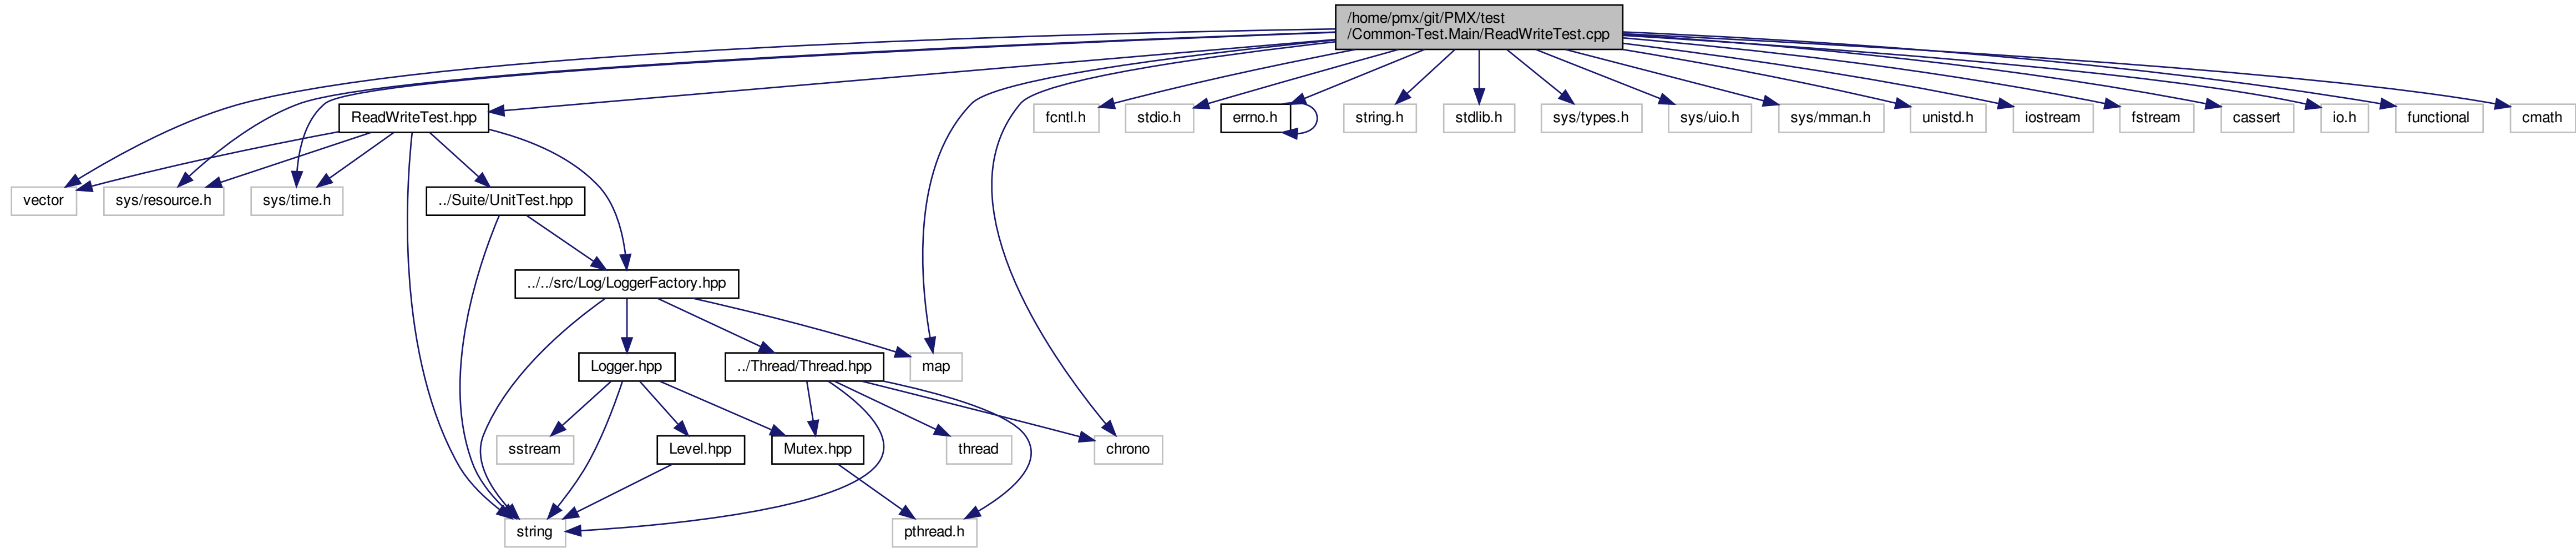 /home/pmx/git/PMX/test
/Common-Test.Main/ReadWriteTest.cpp
ReadWriteTest.hpp
fcntl.h
stdio.h
errno.h
string.h
stdlib.h
sys/types.h
sys/uio.h
sys/mman.h
unistd.h
iostream
fstream
cassert
io.h
functional
cmath
vector
sys/resource.h
sys/time.h
../Suite/UnitTest.hpp
../../src/Log/LoggerFactory.hpp
Logger.hpp
../Thread/Thread.hpp
map
sstream
Level.hpp
Mutex.hpp
thread
chrono
string
pthread.h